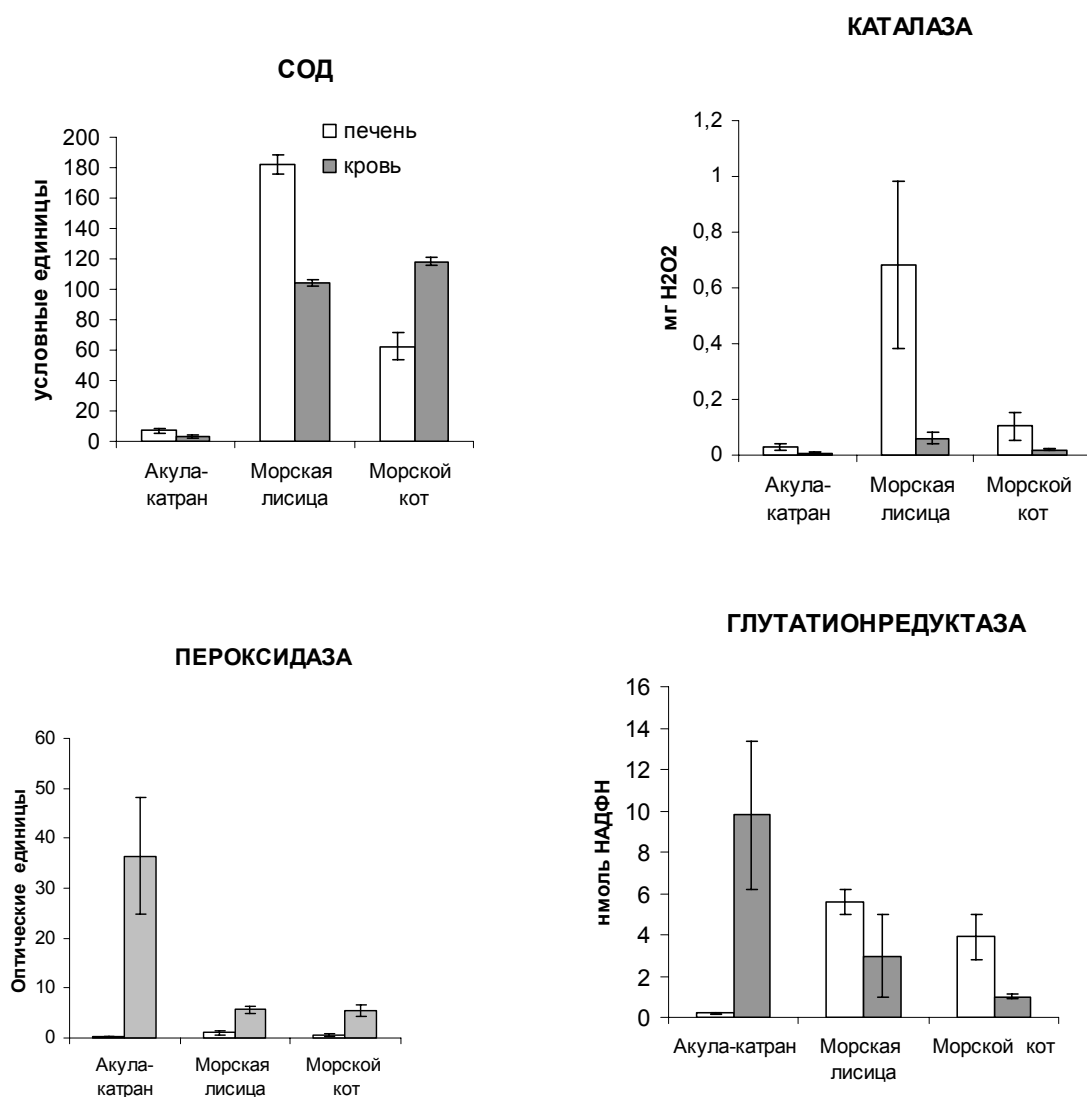 СОД
условные единицы
200
180
160
140
120
100
80
60
40
20
0
печень
кровь
Акула-
катран
Морская
лисица
Морской
кот
КАТАЛАЗА
мг H2O2
1,2
1
0,8
0,6
0,4
0,2
0
Акула-
катран
Морская
лисица
Морской
кот
ПЕРОКСИДАЗА
Оптические единицы
60
50
40
30
20
10
0
Акула-
катран
Морская
лисица
Морской
кот
ГЛУТАТИОНРЕДУКТАЗА
нмоль НАДФН
16
14
12
10
8
6
4
2
0
Акула-катран
Морская
лисица
Морской кот